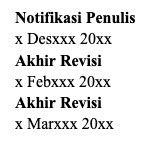 Notifikasi Penulis
x Desxxx 20xx
Akhir Revisi
x Febxxx 20xx
Akhir Revisi
x Marxxx 20xx